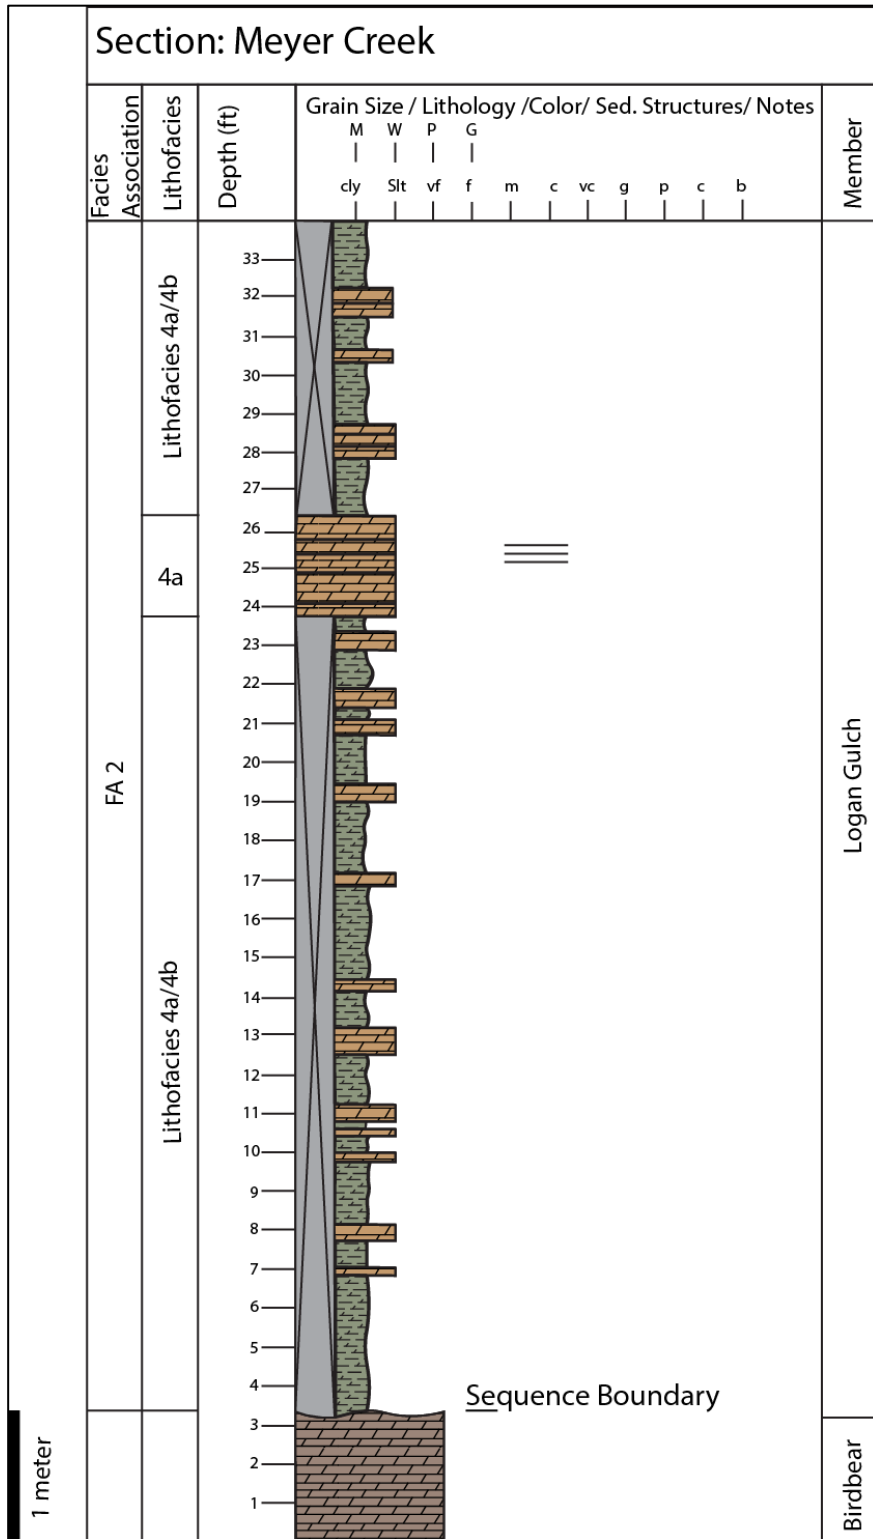 Section: Meyer Creek
Facies
Association
Lithofacies
Depth (ft)
Grain Size / Lithology /Color/ Sed. Structures/ Notes
M W P G
cly Slt vf f m c vc g p c b
Member
33
32
31
30
29
28
27
26
25
24
23
22
21
20
19
18
17
16
15
14
13
12
11
10
9
8
7
6
5
4
3
2
1
Lithofacies 4a/4b
4a
FA 2
Lithofacies 4a/4b
Logan Gulch
Sequence Boundary
Birdbear
1 meter